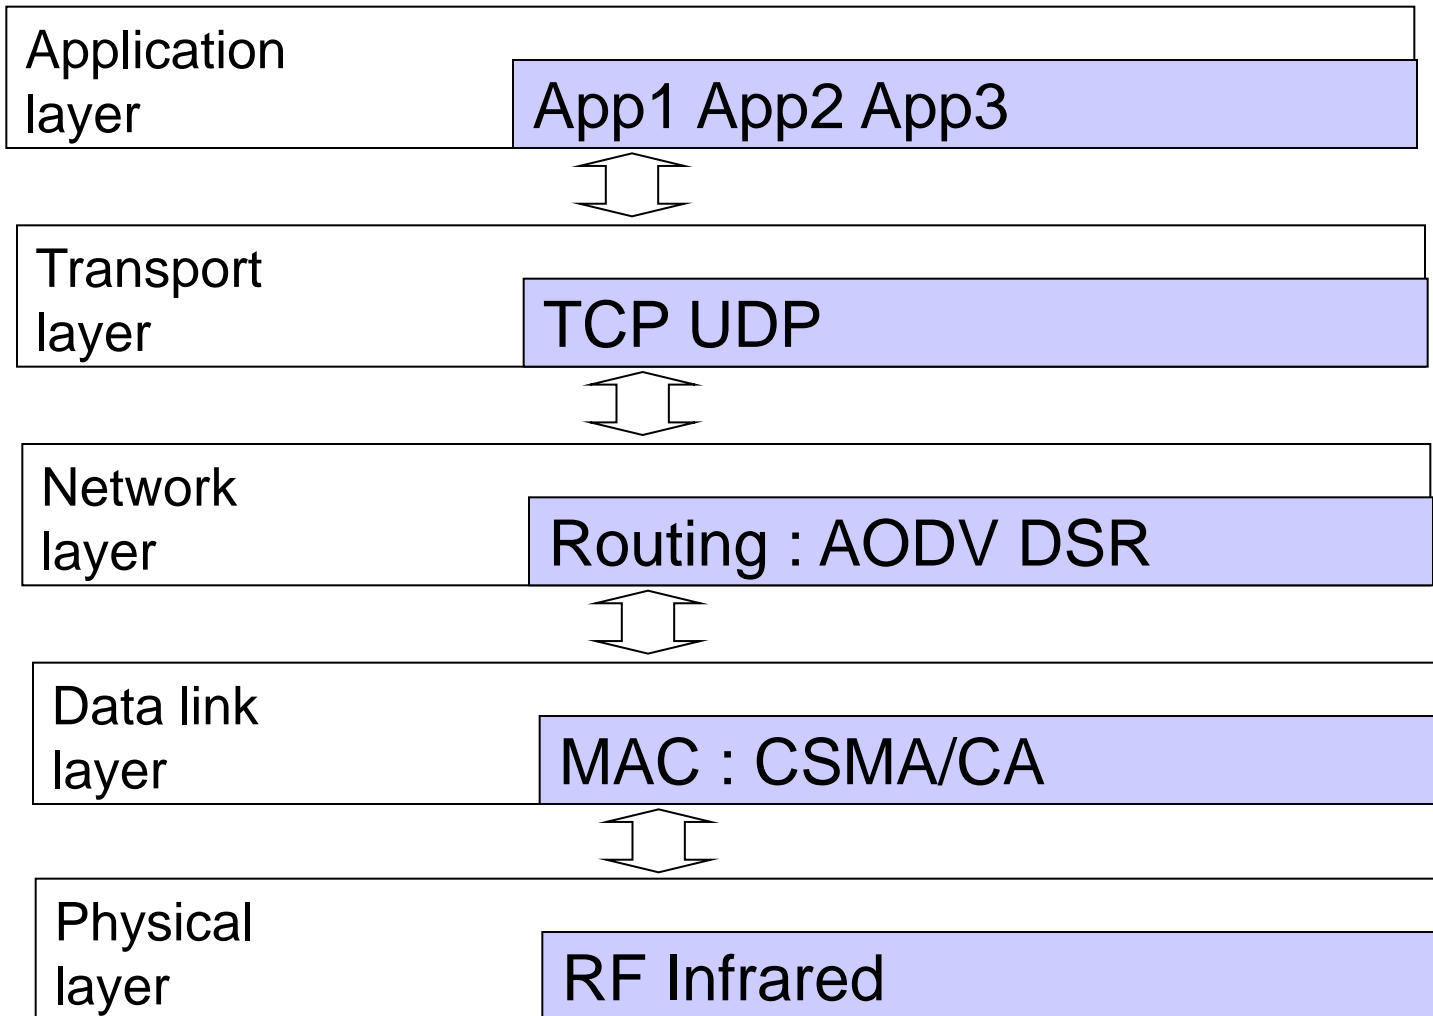 Application
layer
App1 App2 App3
Transport
layer
TCP UDP
Network
layer
Routing : AODV DSR
Data link
layer
MAC : CSMA/CA
Physical
layer
RF Infrared